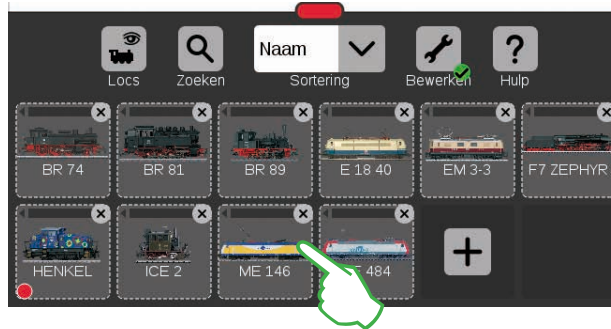 Naam
Locs
Zoeken
Sortering
Bewerken
Hulp
BR 74
BR 81
BR 89
E 18 40
EM 3-3
F7 ZEPHYR
HENKEL
ICE 2
ME 146
484